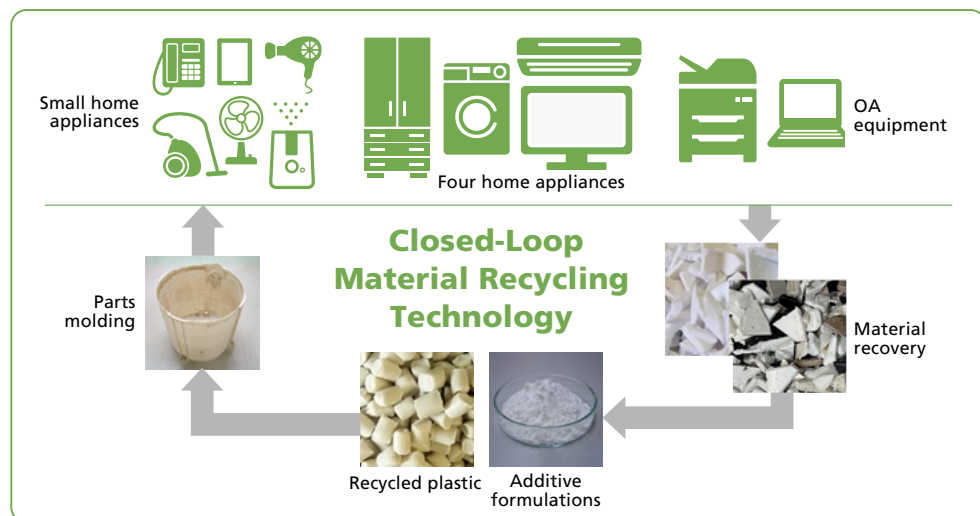 Small home
appliances
Four home appliances
OA
equipment
Closed-Loop
Material Recycling
Technology
Parts
molding
Material
recovery
Recycled plastic
Additive
formulations